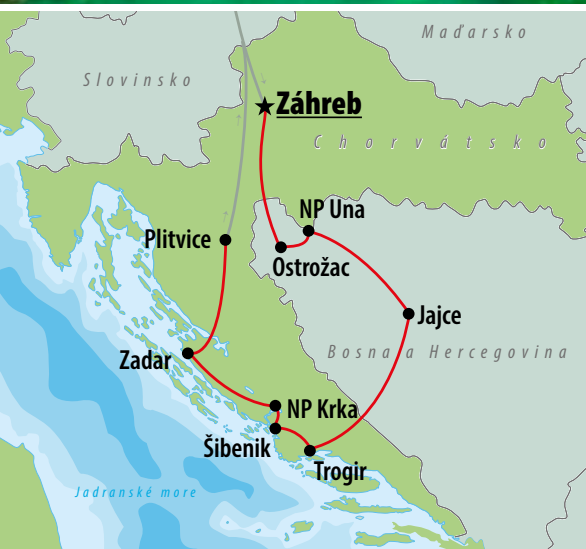 Maďarsko
Slovinsko
Záhreb
Chorvátsko
NP Una
Plitvice
Ostrožac
Jajce
Bosna a Hercegovina
Zadar
NP Krka
Šibenik
Trogir
Jadranské more